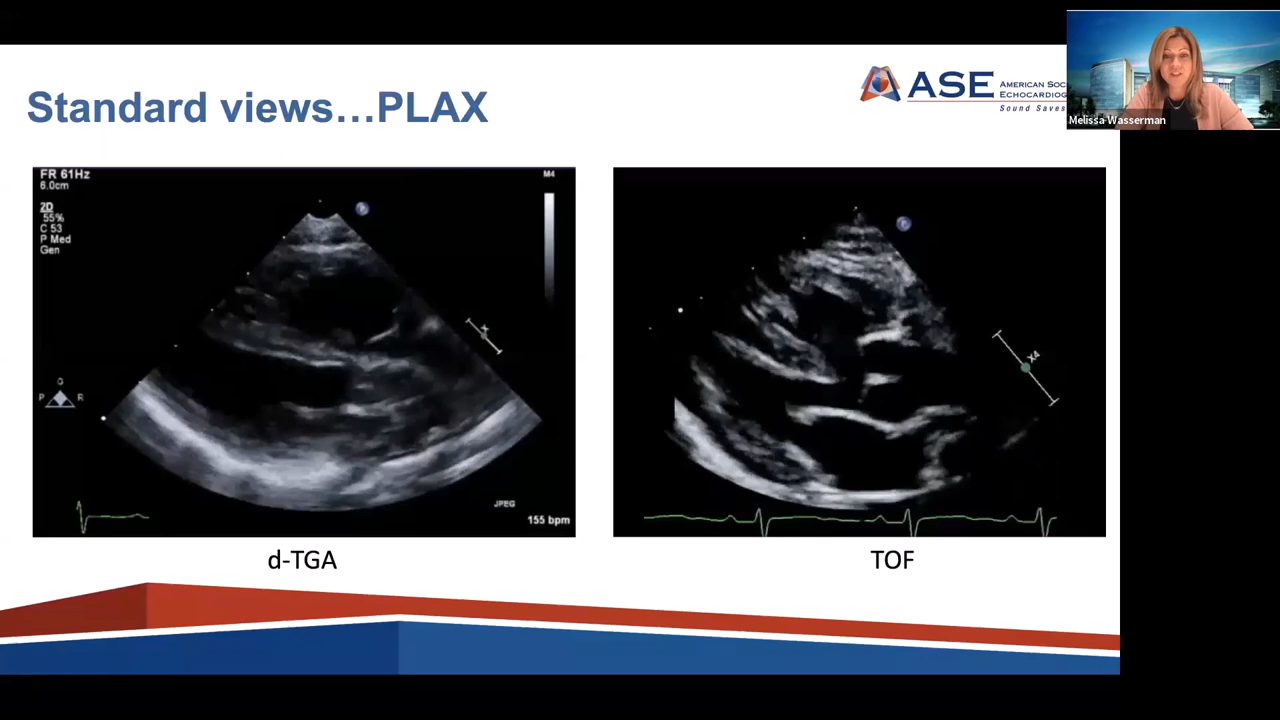 Standard views...PLAX
ASE
AMERICAN SOC
ECHOCARDIOG
Sound Saves
Melissa Wasserman
FR 61Hz
6.0cm
2D
55%
C 53
P Med
Gen
M4
G
P R
X
JPEG
155 bpm
X4
d-TGA
TOF